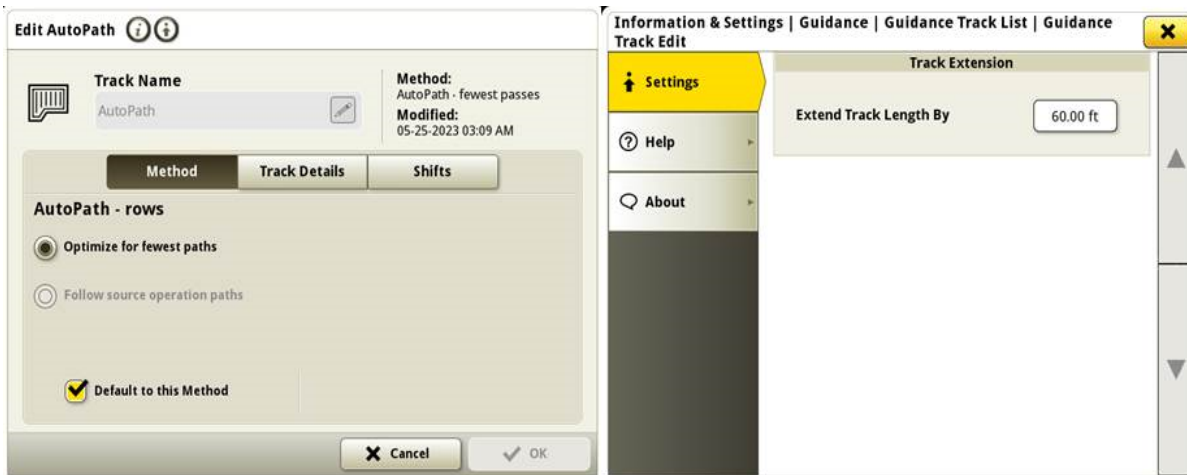 Edit AutoPath
Track Name
AutoPath
Method:
AutoPath - fewest passes
Modified:
05-25-2023 03:09 AM
Method
Track Details
Shifts
AutoPath - rows
Optimize for fewest paths
Follow source operation paths
Default to this Method
Cancel
OK
Information & Settings | Guidance | Guidance Track List | Guidance
Track Edit
Settings
Help
About
Track Extension
Extend Track Length By
60.00 ft